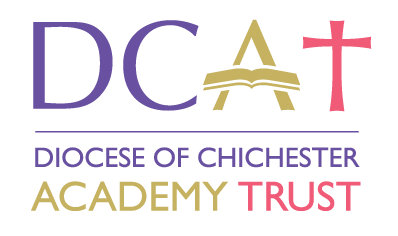 DCAt
DIOCESE OF CHICHESTER
ACADEMY TRUST